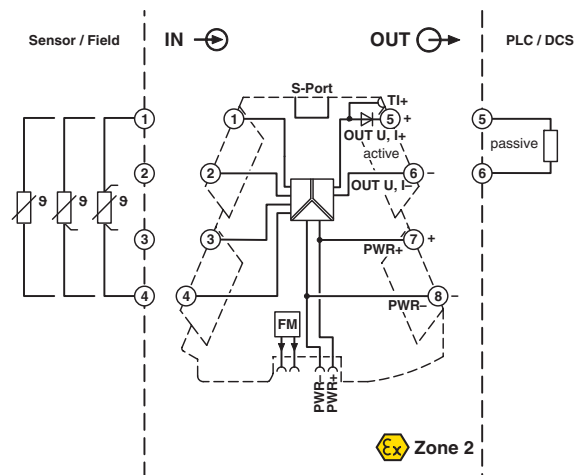 Sensor / Field
IN
OUT
PLC / DCS
S-Port
TI+
1
1
5
+
5
OUT U, I+
active
passive
2
2
6
−
6
OUT U, I−
ϑ
ϑ
ϑ
3
3
7
+
PWR+
4
4
8
−
PWR−
FM
PWR−
PWR+
Ex
Zone 2